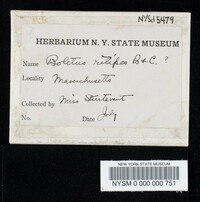 NYSf 5479
HERBARIUM N. Y. STATE MUSEUM
Name Boletus retipes B & C. ?
Locality Massachusetts
Collected by Miss Sturtevant
No. Date July
NEW YORK STATE MUSEUM
NYSM 0 000 000 751